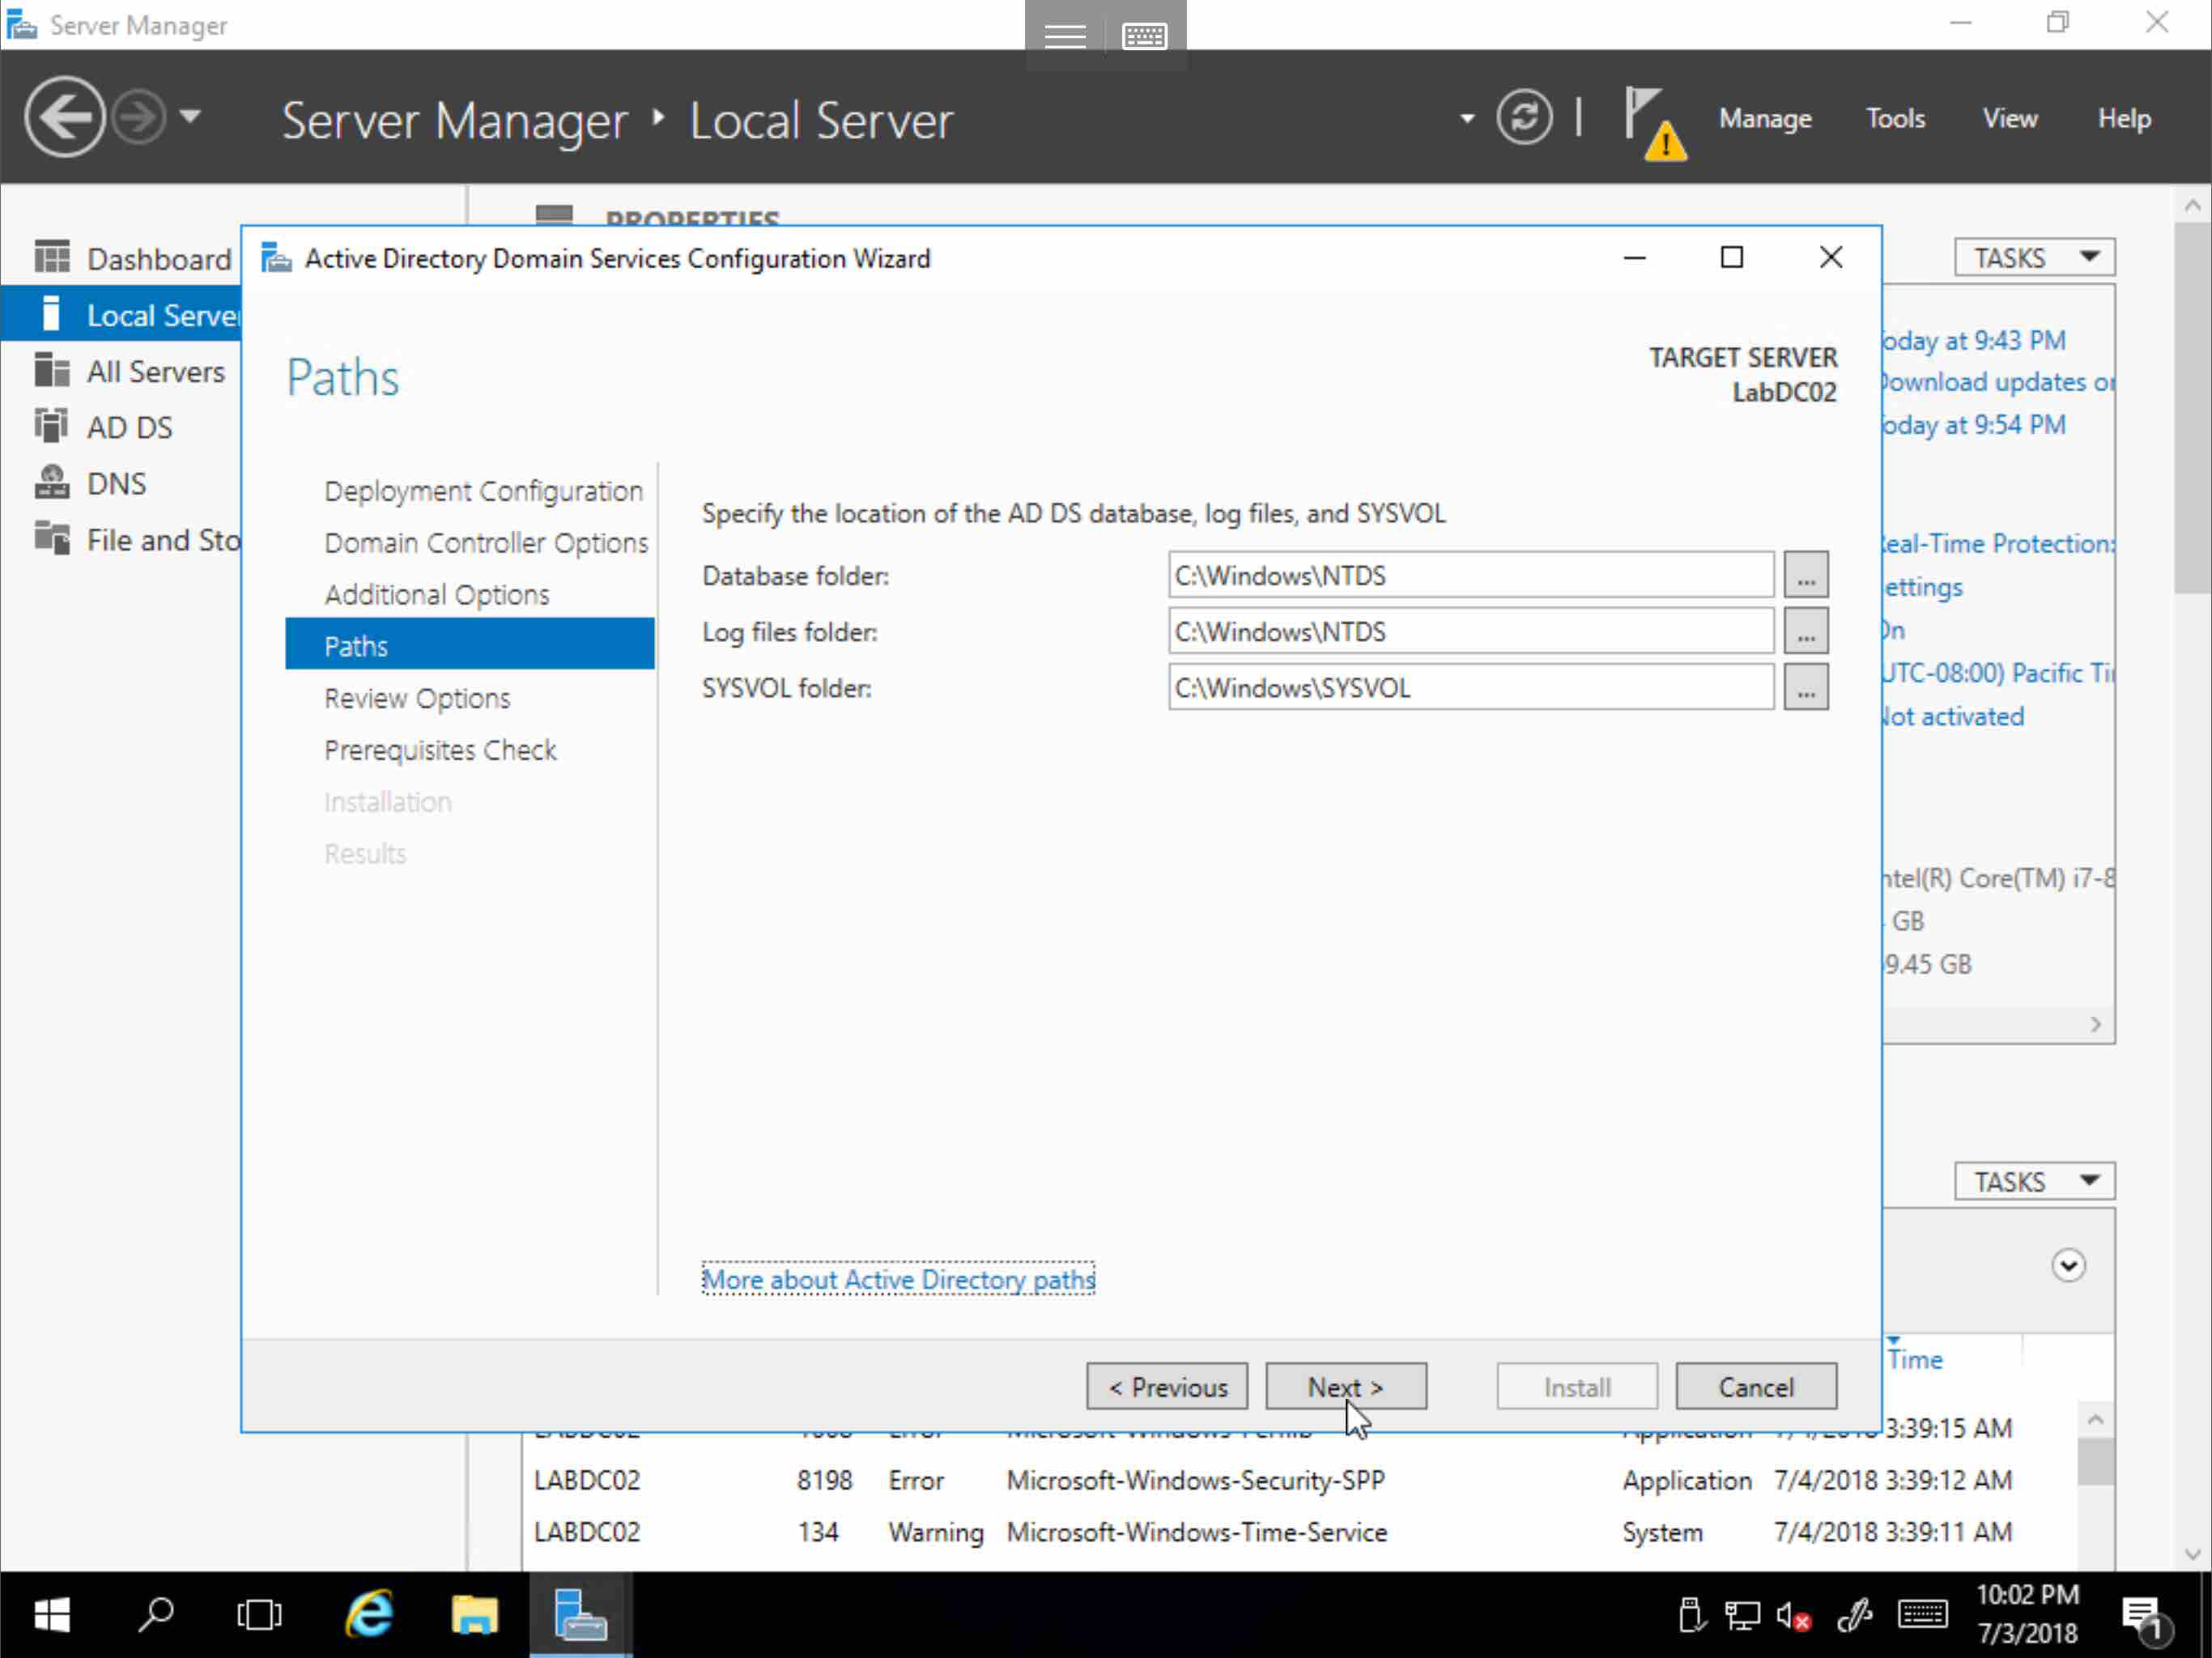 Server Manager
Server Manager ‣ Local Server
Manage Tools View Help
PROPERTIES
Dashboard
Local Server
All Servers
AD DS
DNS
File and Sto
TASKS
Active Directory Domain Services Configuration Wizard
Paths
TARGET SERVER
LabDC02
Deployment Configuration
Domain Controller Options
Additional Options
Paths
Review Options
Prerequisites Check
Installation
Results
Specify the location of the AD DS database, log files, and SYSVOL
Database folder: C:\Windows\NTDS ...
Log files folder: C:\Windows\NTDS ...
SYSVOL folder: C:\Windows\SYSVOL ...
More about Active Directory paths
< Previous Next > Install Cancel
oday at 9:43 PM
Download updates or
oday at 9:54 PM
Real-Time Protection:
ettings
On
UTC-08:00) Pacific Ti
Not activated
ntel(R) Core(TM) i7-8
GB
9.45 GB
TASKS
Time
3:39:15 AM
LABDC02 8198 Error Microsoft-Windows-Security-SPP Application 7/4/2018 3:39:12 AM
LABDC02 134 Warning Microsoft-Windows-Time-Service System 7/4/2018 3:39:11 AM
10:02 PM
7/3/2018
1